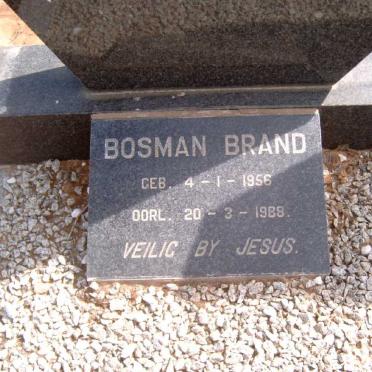 BOSMAN BRAND
GEB. 4-1-1956
OORL. 20-3-1988.
VEILIG BY JESUS.